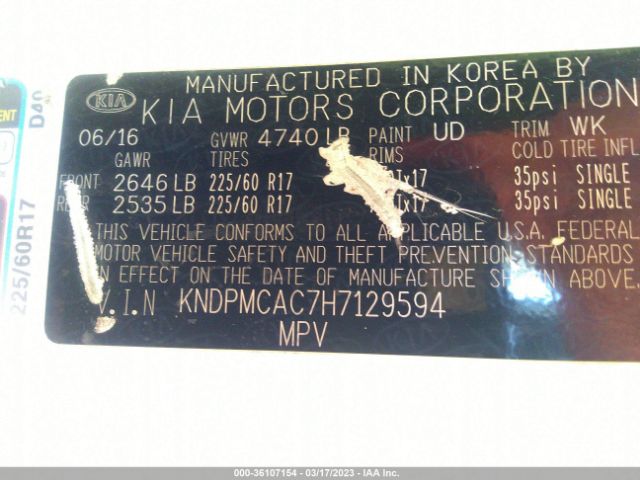 MANUFACTURED IN KOREA BY
KIA KIA MOTORS CORPORATION
06/16 GVWR 4740 LB PAINT UD TRIM WK
GAWR TIRES RIMS COLD TIRE INFL
FRONT 2646 LB 225/60 R17 35psi SINGLE
REAR 2535 LB 225/60 R17 35psi SINGLE
THIS VEHICLE CONFORMS TO ALL APPLICABLE U.S.A. FEDERAL
MOTOR VEHICLE SAFETY AND THEFT PREVENTION STANDARDS
IN EFFECT ON THE DATE OF MANUFACTURE SHOWN ABOVE.
V.I.N KNDPMCAC7H7129594
MPV
225/60R17
000-36107154 - 03/17/2023 - IAA Inc.